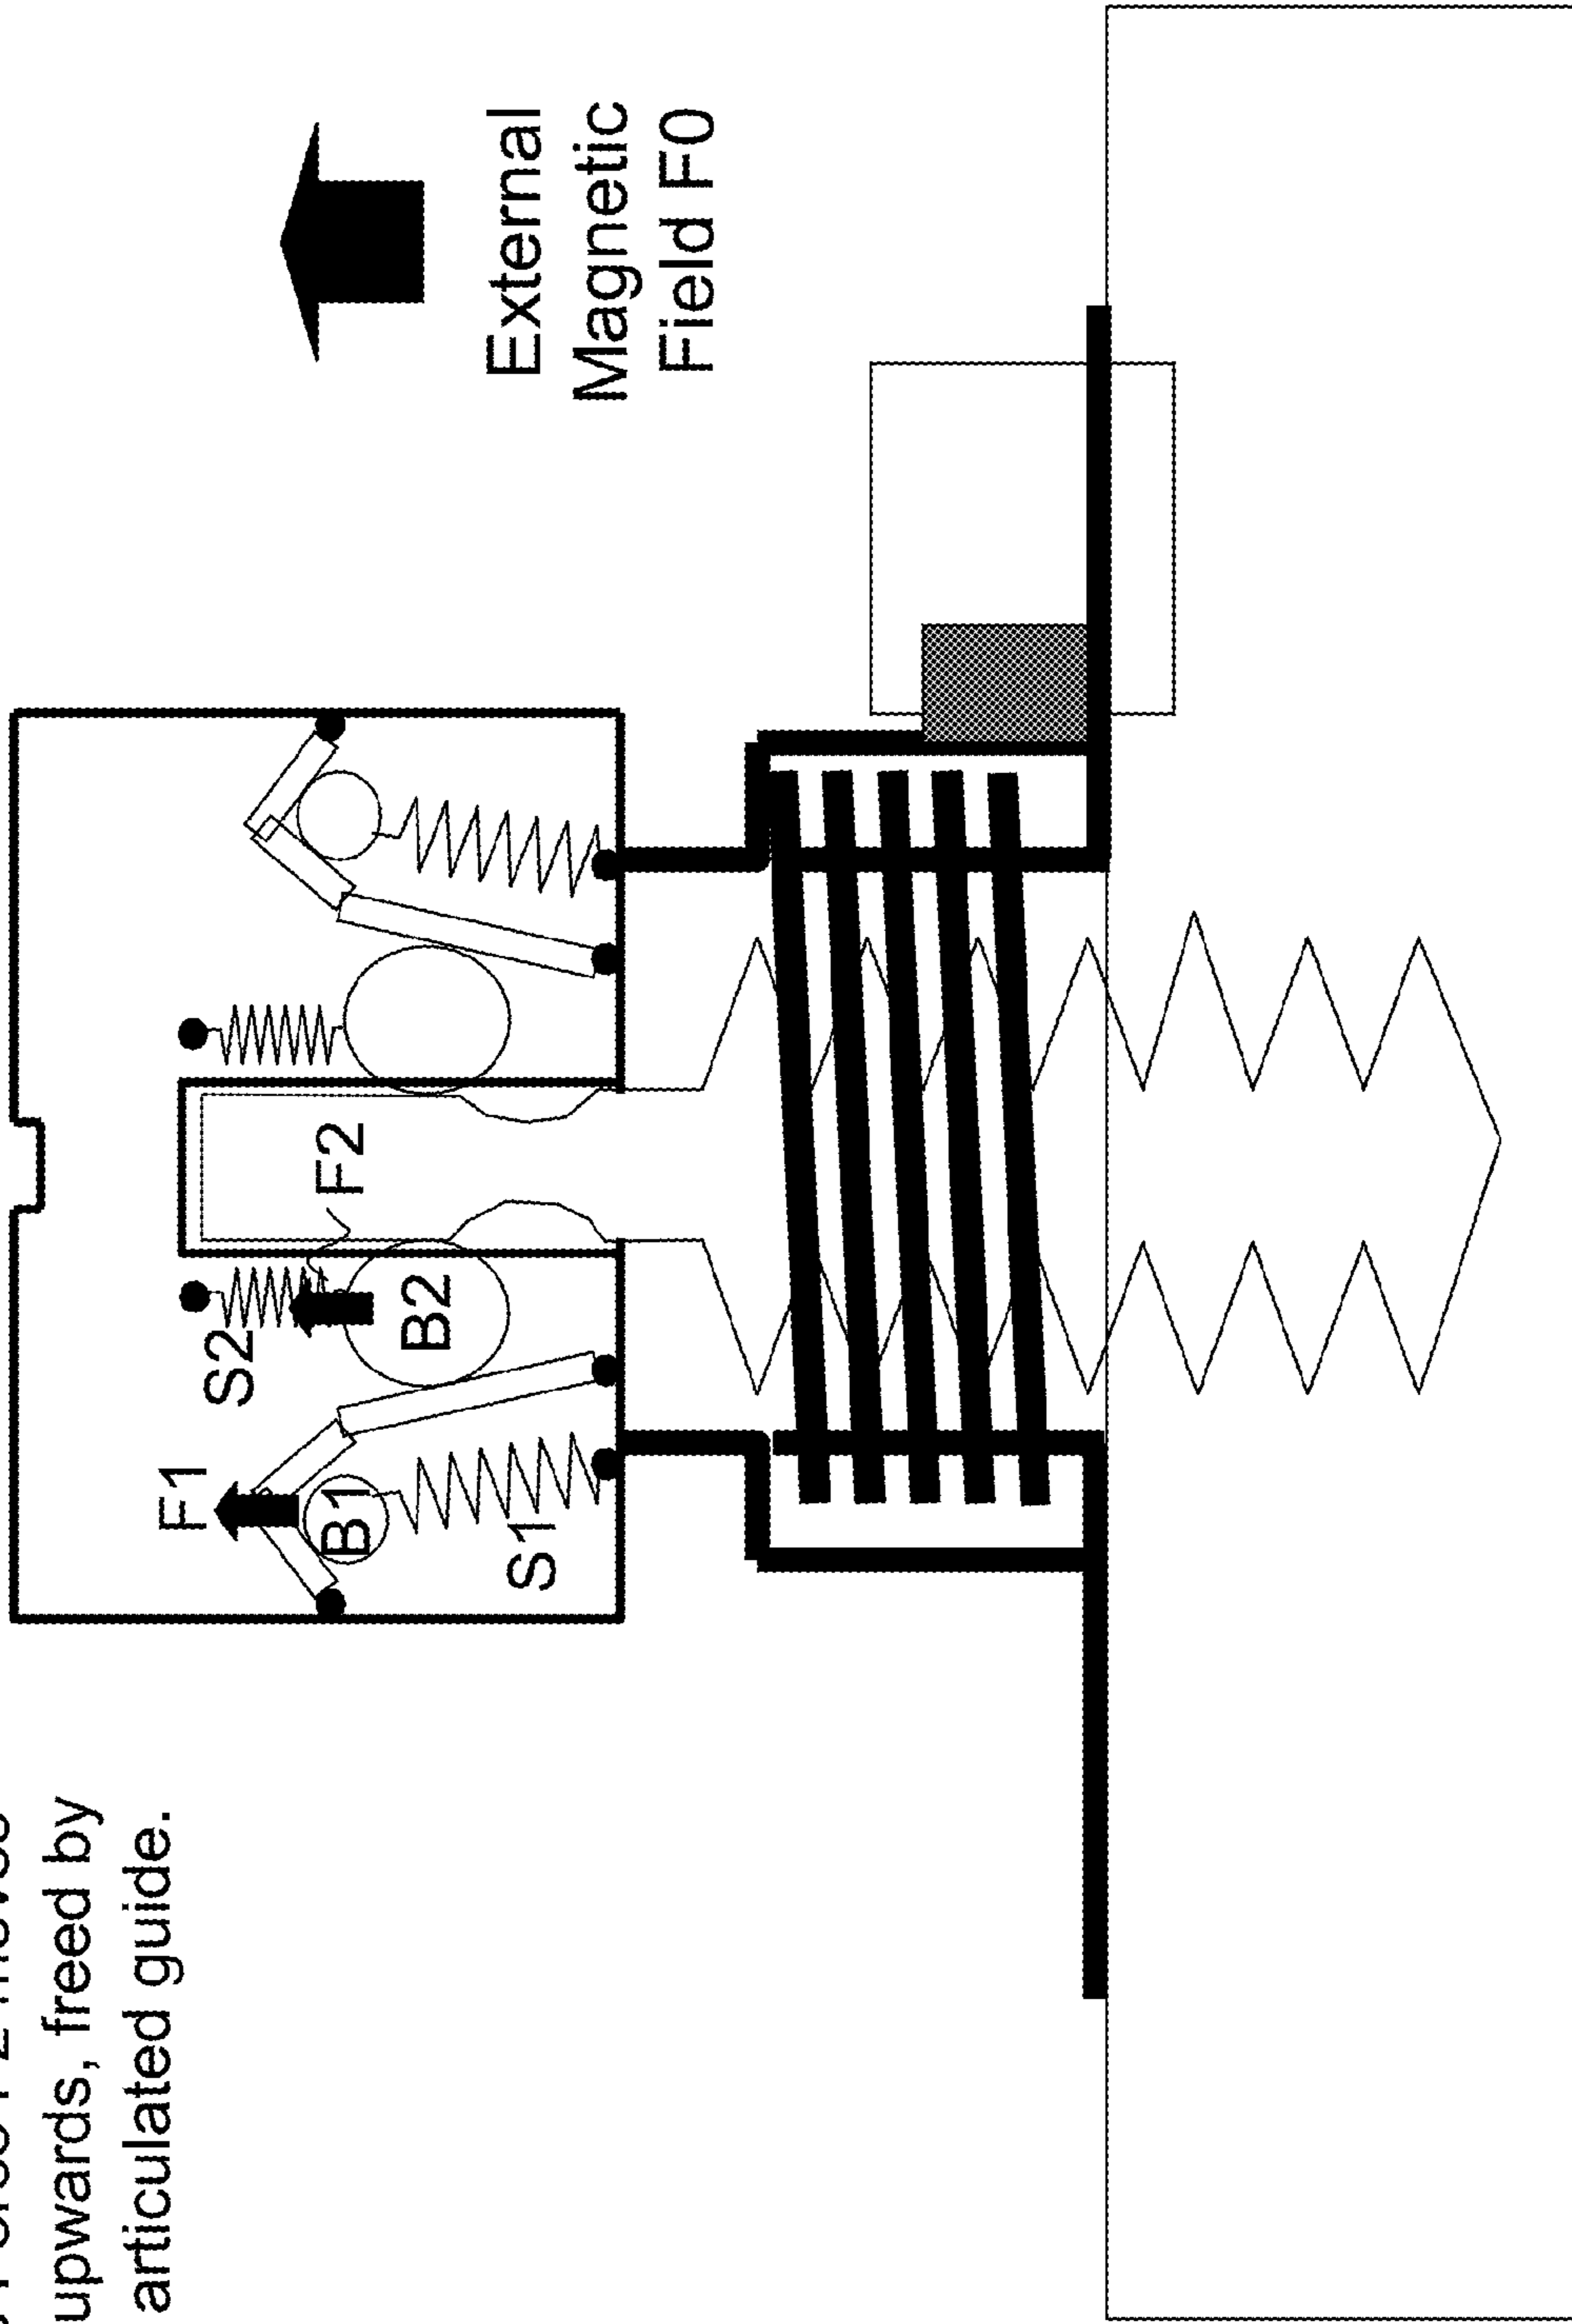 upwards, freed by
articulated guide.
F1
S2
F2
B1
B2
S1
External
Magnetic
Field F0